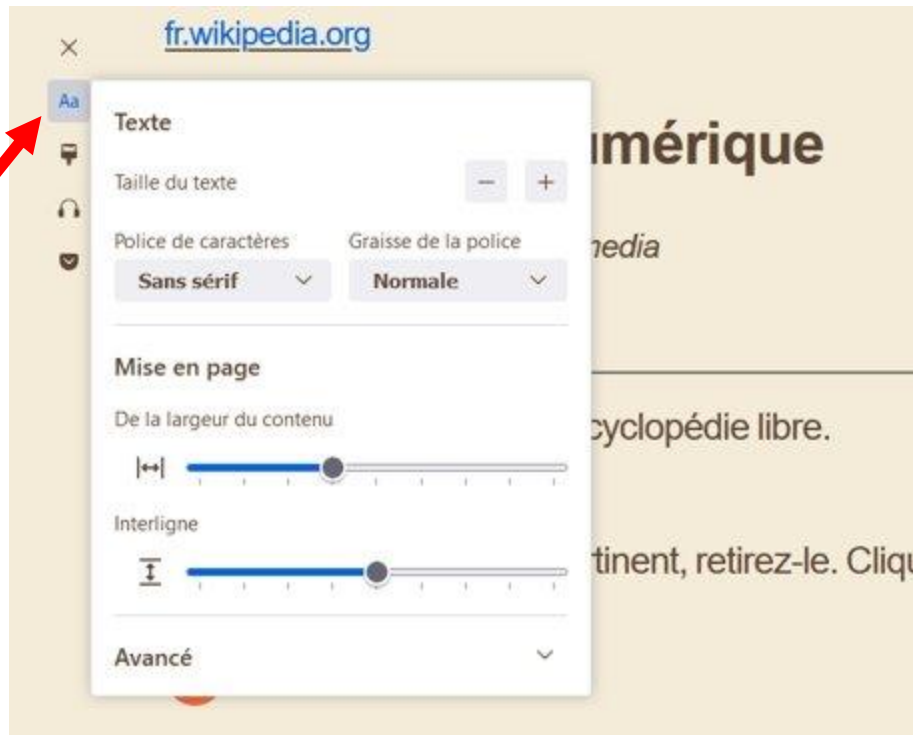 fr.wikipedia.org
Aa
Texte
Taille du texte
Police de caractères Graisse de la police
Sans sérif Normale
Mise en page
De la largeur du contenu
Interligne
Avancé
umérique
nedia
cyclopédie libre.
tinent, retirez-le. Cliqu